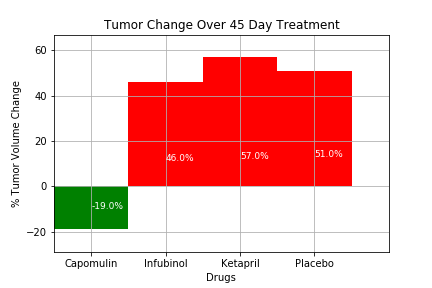 Tumor Change Over 45 Day Treatment
% Tumor Volume Change
60
40
20
0
−20
-19.0%
46.0%
57.0%
51.0%
Capomulin
Infubinol
Ketapril
Placebo
Drugs